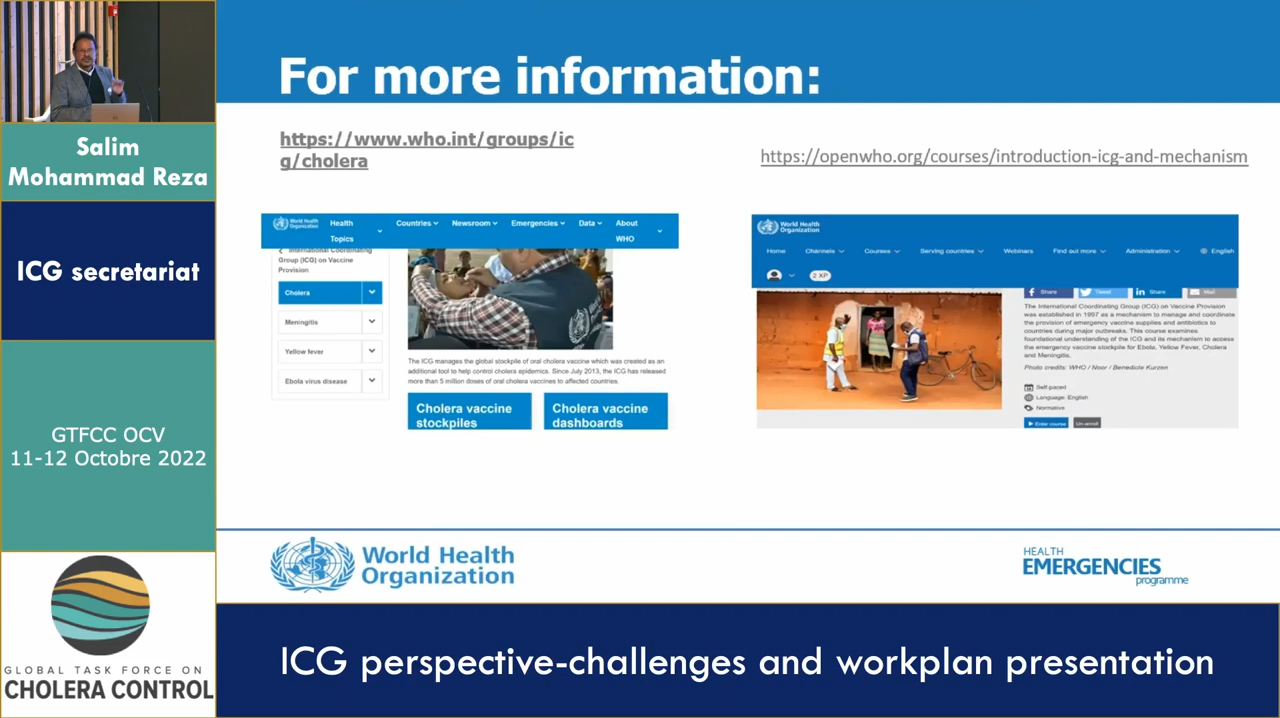 For more information:
https://www.who.int/groups/ic
g/cholera
https://openwho.org/courses/introduction-icg-and-mechanism
Salim
Mohammad Reza
ICG secretariat
GTFCC OCV
11-12 Octobre 2022
GLOBAL TASK FORCE ON
CHOLERA CONTROL
World Health
Organization
Health
Topics
Countries
Newsroom
Emergencies
Data
About
WHO
International Coordinating
Group (ICG) on Vaccine
Provision
Cholera
Meningitis
Yellow fever
Ebola virus disease
The ICG manages the global stockpile of oral cholera vaccine which was created as an
additional tool to help control cholera epidemics. Since July 2013, the ICG has released
more than 5 million doses of oral cholera vaccines to affected countries.
Cholera vaccine
stockpiles
Cholera vaccine
dashboards
World Health
Organization
Home
Channels
Courses
Serving countries
Webinars
Find out more
Administration
English
2 XP
Share
Tweet
Share
Mail
The International Coordinating Group (ICG) on Vaccine Provision
was established in 1997 as a mechanism to manage and coordinate
the provision of emergency vaccine supplies and antibiotics to
countries during major outbreaks. This course examines
foundational understanding of the ICG and its mechanism to access
the emergency vaccine stockpile for Ebola, Yellow Fever, Cholera
and Meningitis.
Photo credits: WHO / Noor / Benedicte Kurzen
Self-paced
Language: English
Normative
Enter course
Un-enroll
World Health
Organization
HEALTH
EMERGENCIES
programme
ICG perspective-challenges and workplan presentation